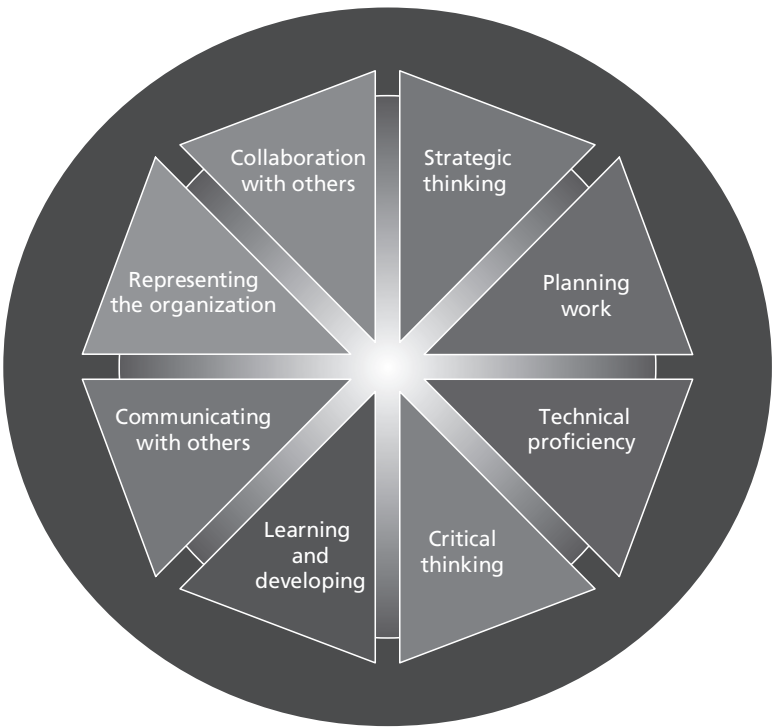 Collaboration
with others
Strategic
thinking
Planning
work
Technical
proficiency
Critical
thinking
Learning
and
developing
Communicating
with others
Representing
the organization